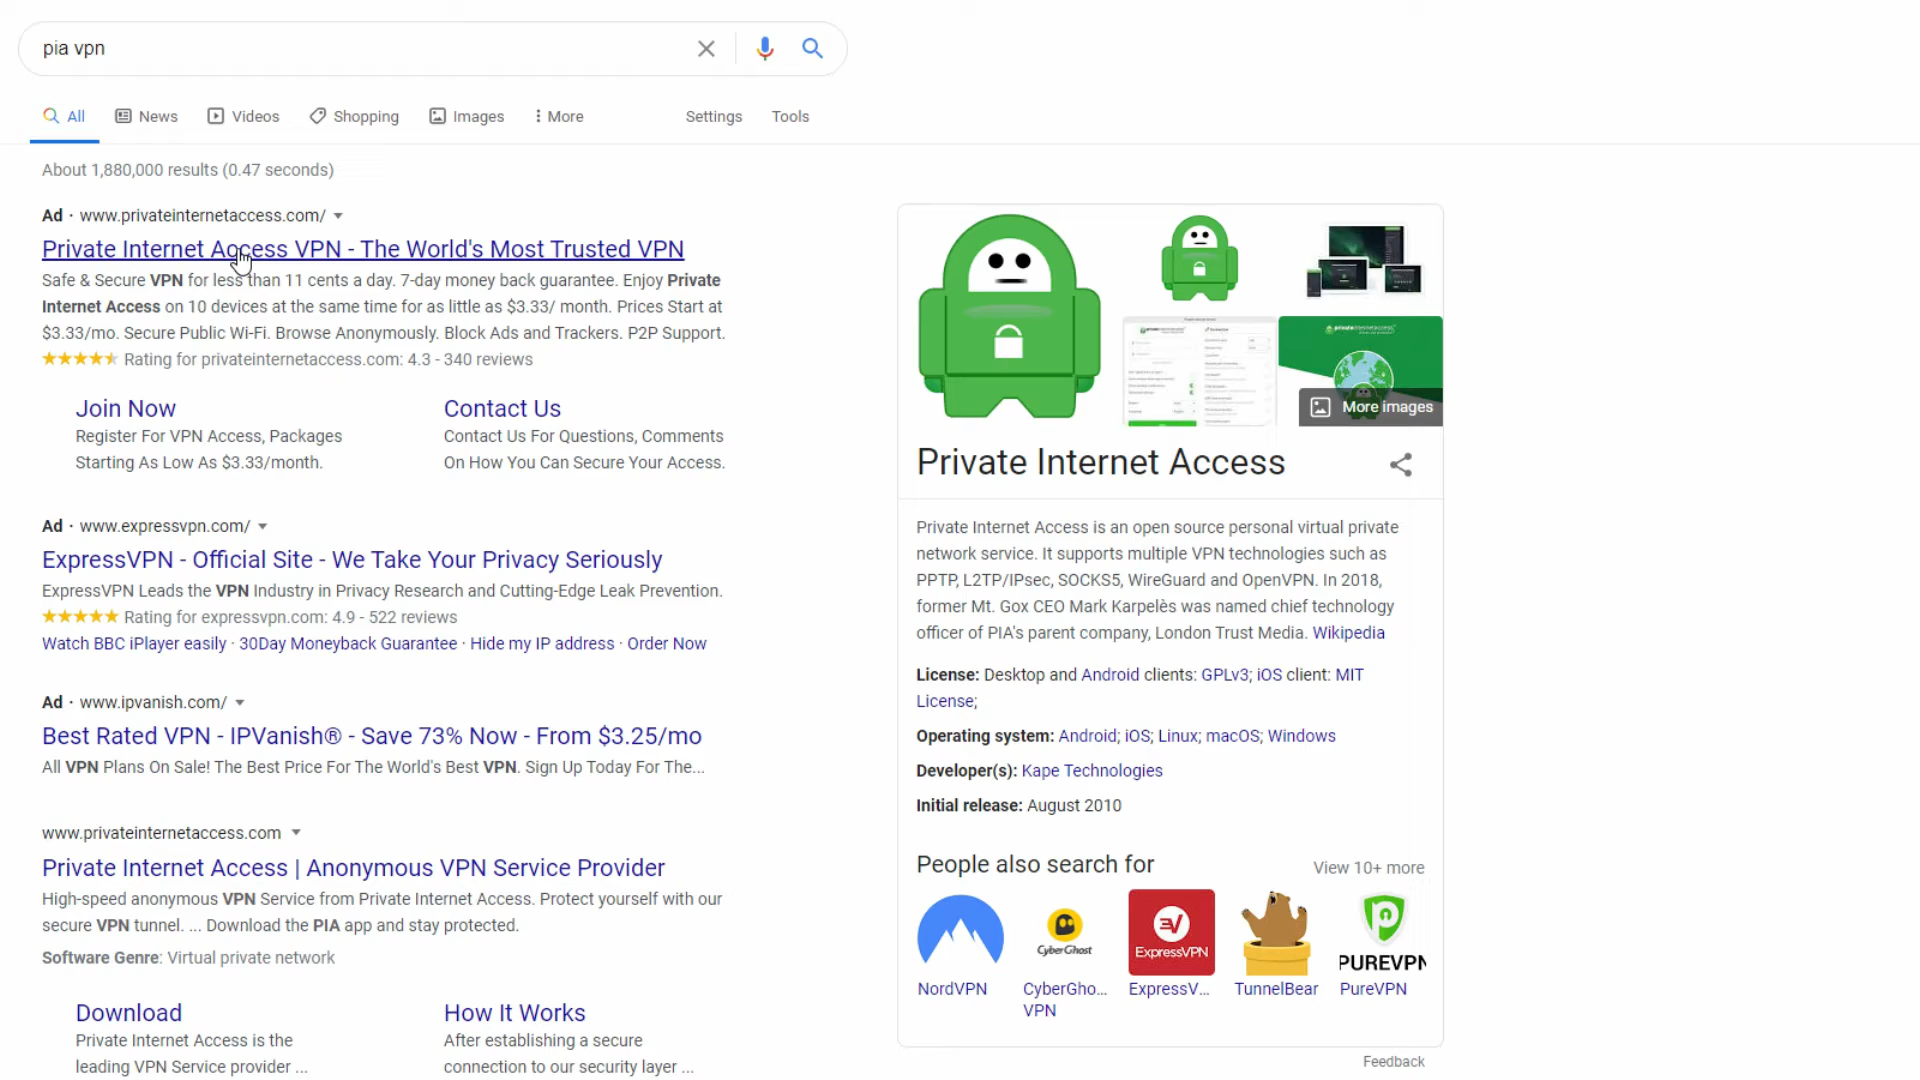 pia vpn
All
News
Videos
Shopping
Images
More
Settings
Tools
About 1,880,000 results (0.47 seconds)
Ad · www.privateinternetaccess.com/
Private Internet Access VPN - The World's Most Trusted VPN
Safe & Secure VPN for less than 11 cents a day. 7-day money back guarantee. Enjoy Private
Internet Access on 10 devices at the same time for as little as $3.33/ month. Prices Start at
$3.33/mo. Secure Public Wi-Fi. Browse Anonymously. Block Ads and Trackers. P2P Support.
Rating for privateinternetaccess.com: 4.3 - 340 reviews
Join Now
Register For VPN Access, Packages
Starting As Low As $3.33/month.
Contact Us
Contact Us For Questions, Comments
On How You Can Secure Your Access.
Ad · www.expressvpn.com/
ExpressVPN - Official Site - We Take Your Privacy Seriously
ExpressVPN Leads the VPN Industry in Privacy Research and Cutting-Edge Leak Prevention.
Rating for expressvpn.com: 4.9 - 522 reviews
Watch BBC iPlayer easily · 30Day Moneyback Guarantee · Hide my IP address · Order Now
Ad · www.ipvanish.com/
Best Rated VPN - IPVanish® - Save 73% Now - From $3.25/mo
All VPN Plans On Sale! The Best Price For The World's Best VPN. Sign Up Today For The...
www.privateinternetaccess.com
Private Internet Access | Anonymous VPN Service Provider
High-speed anonymous VPN Service from Private Internet Access. Protect yourself with our
secure VPN tunnel. ... Download the PIA app and stay protected.
Software Genre: Virtual private network
Download
Private Internet Access is the
leading VPN Service provider ...
How It Works
After establishing a secure
connection to our security layer ...
More images
Private Internet Access
Private Internet Access is an open source personal virtual private
network service. It supports multiple VPN technologies such as
PPTP, L2TP/IPsec, SOCKS5, WireGuard and OpenVPN. In 2018,
former Mt. Gox CEO Mark Karpelès was named chief technology
officer of PIA's parent company, London Trust Media. Wikipedia
License: Desktop and Android clients: GPLv3; iOS client: MIT
License;
Operating system: Android; iOS; Linux; macOS; Windows
Developer(s): Kape Technologies
Initial release: August 2010
People also search for
View 10+ more
CyberGhost
ExpressVPN
PUREVPN
NordVPN
CyberGho...
VPN
ExpressV...
TunnelBear
PureVPN
Feedback